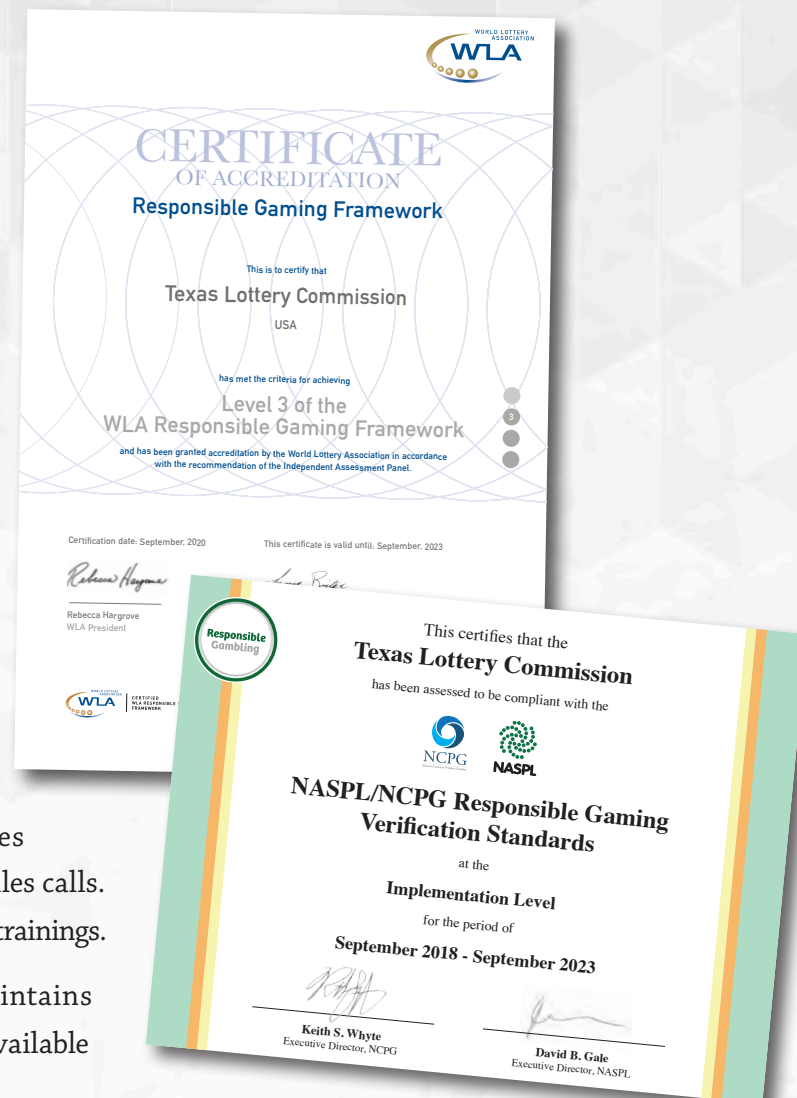 WORLD LOTTERY
ASSOCIATION
WLA
CERTIFICATE
OF ACCREDITATION
Responsible Gaming Framework
This is to certify that
Texas Lottery Commission
USA
has met the criteria for achieving
Level 3 of the
WLA Responsible Gaming Framework
3
and has been granted accreditation by the World Lottery Association in accordance
with the recommendation of the Independent Assessment Panel.
Certification date: September, 2020
This certificate is valid until: September, 2023
Rebecca Hargrove
Rebecca Hargrove
WLA President
WORLD LOTTERY
ASSOCIATION
WLA
CERTIFIED
WLA RESPONSIBLE
FRAMEWORK
Responsible
Gambling
This certifies that the
Texas Lottery Commission
has been assessed to be compliant with the
NCPG
NASPL
NASPL/NCPG Responsible Gaming
Verification Standards
at the
Implementation Level
for the period of
September 2018 - September 2023
Keith S. Whyte
Executive Director, NCPG
David B. Gale
Executive Director, NASPL
es
les calls.
trainings.
intains
vailable